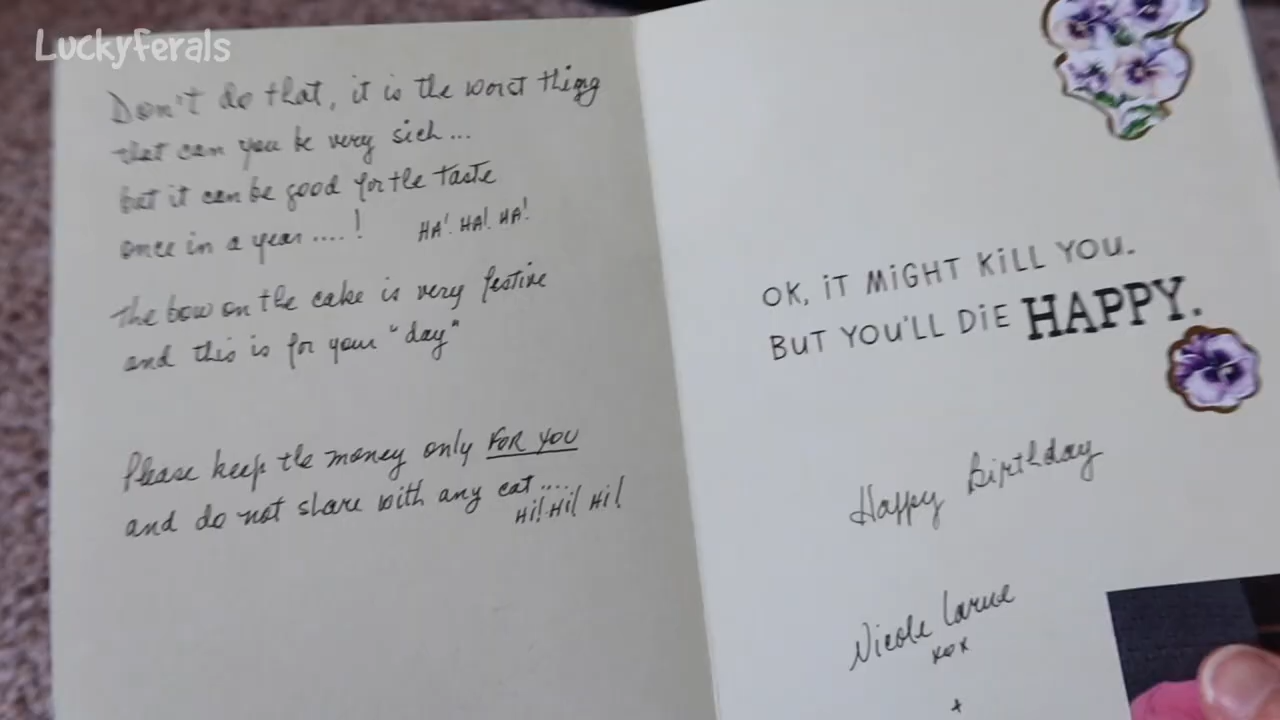 LuckyFerals
Don't do that, it is the worst thing
that can you be very sick...
but it can be good for the taste
once in a year....!
HA! HA! HA!
the bow on the cake is very festive
and this is for your "day"
Please keep the money only FOR YOU
and do not share with any cat....
Hi! Hi! Hi!
OK, iT MiGHT KiLL YOU.
BUT YOU'LL DiE HAPPY.
Happy Birthday
Nicole Larue
xox
+